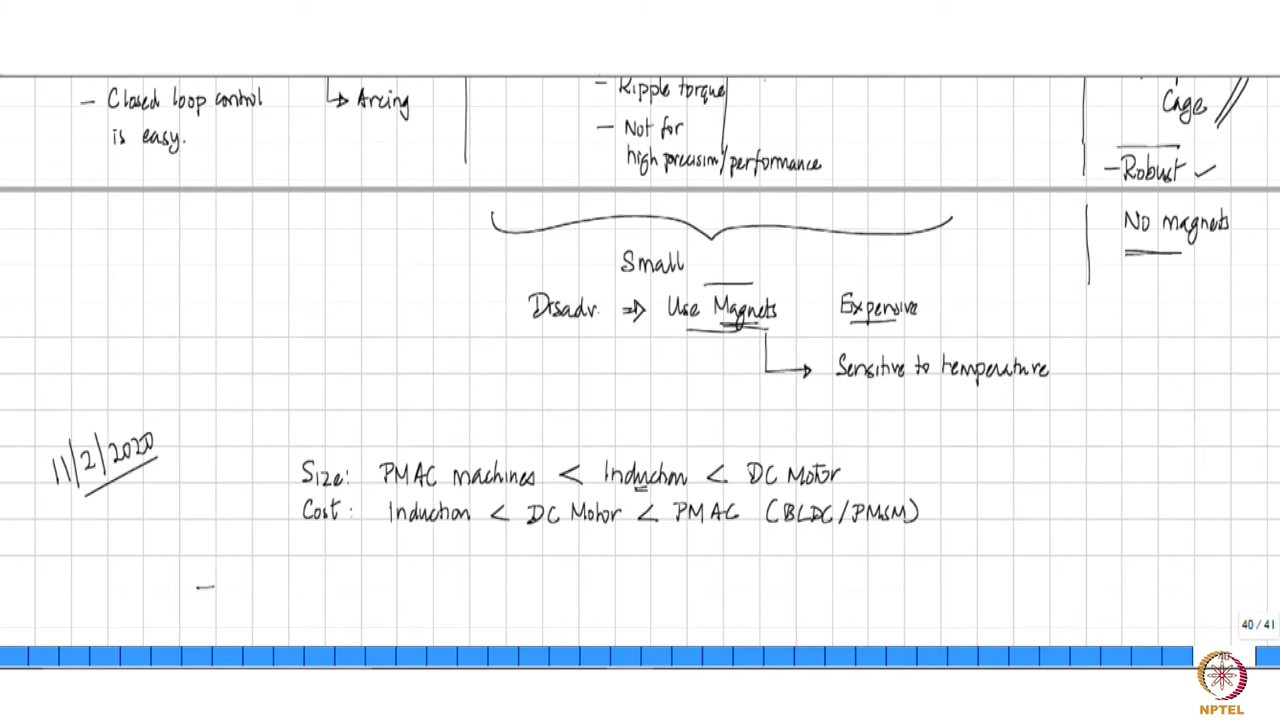 – Closed loop control
is easy.
Arcing
– Ripple torque
– Not for
high precision/performance
Cage
– Robust ✓
No magnets
Small
Disadv. ⇒ Use Magnets Expensive
Sensitive to temperature
11/2/2020
Size: PMAC machines < Induction < DC Motor
Cost: Induction < DC Motor < PMAC (BLDC/PMSM)
–
40 / 41
NPTEL